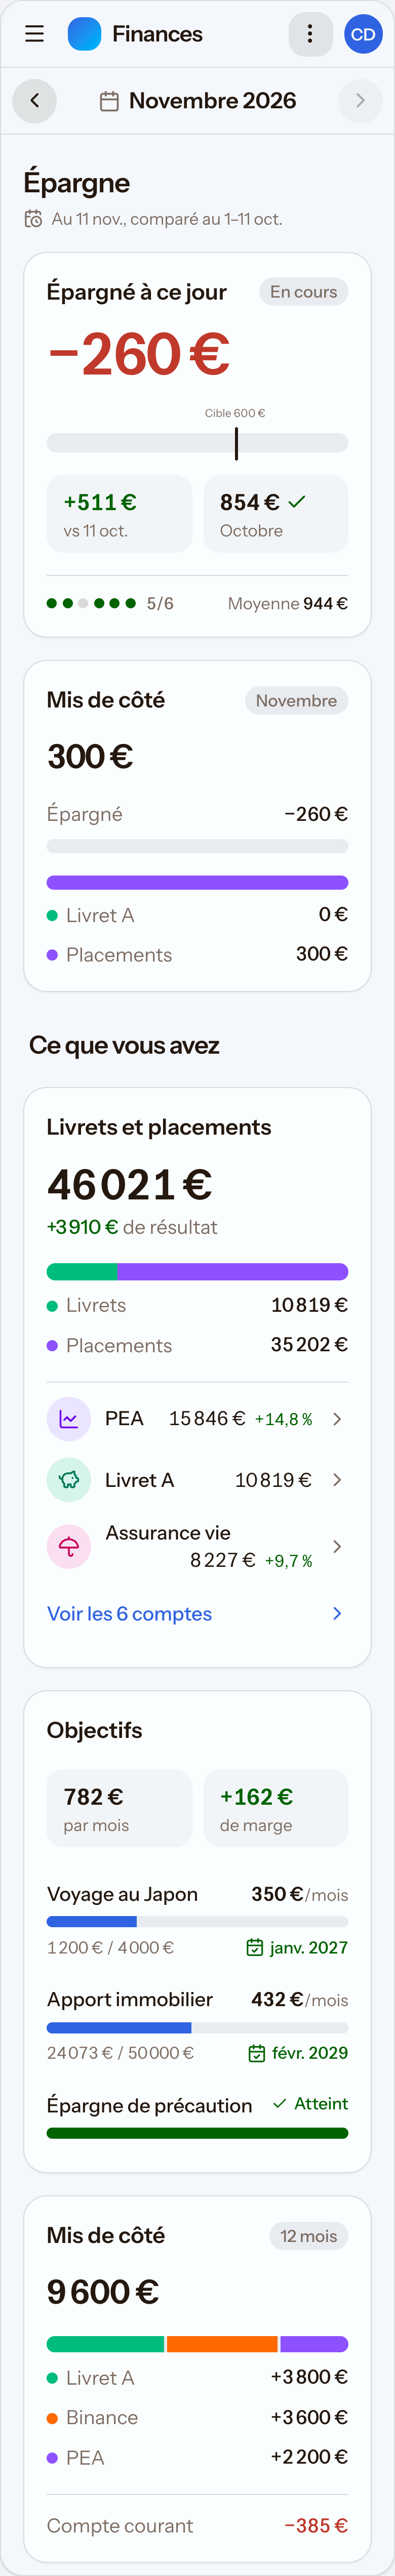 Finances
CD
Novembre 2026
Épargne
Au 11 nov., comparé au 1–11 oct.
Épargné à ce jour
En cours
−260 €
Cible 600 €
+511 €
vs 11 oct.
854 €
Octobre
5/6
Moyenne 944 €
Mis de côté
Novembre
300 €
Épargné
−260 €
Livret A
0 €
Placements
300 €
Ce que vous avez
Livrets et placements
46 021 €
+3 910 € de résultat
Livrets
10 819 €
Placements
35 202 €
PEA
15 846 € +14,8 %
Livret A
10 819 €
Assurance vie
8 227 € +9,7 %
Voir les 6 comptes
Objectifs
782 €
par mois
+162 €
de marge
Voyage au Japon
350 €/mois
1 200 € / 4 000 €
janv. 2027
Apport immobilier
432 €/mois
24 073 € / 50 000 €
févr. 2029
Épargne de précaution
Atteint
Mis de côté
12 mois
9 600 €
Livret A
+3 800 €
Binance
+3 600 €
PEA
+2 200 €
Compte courant
−385 €